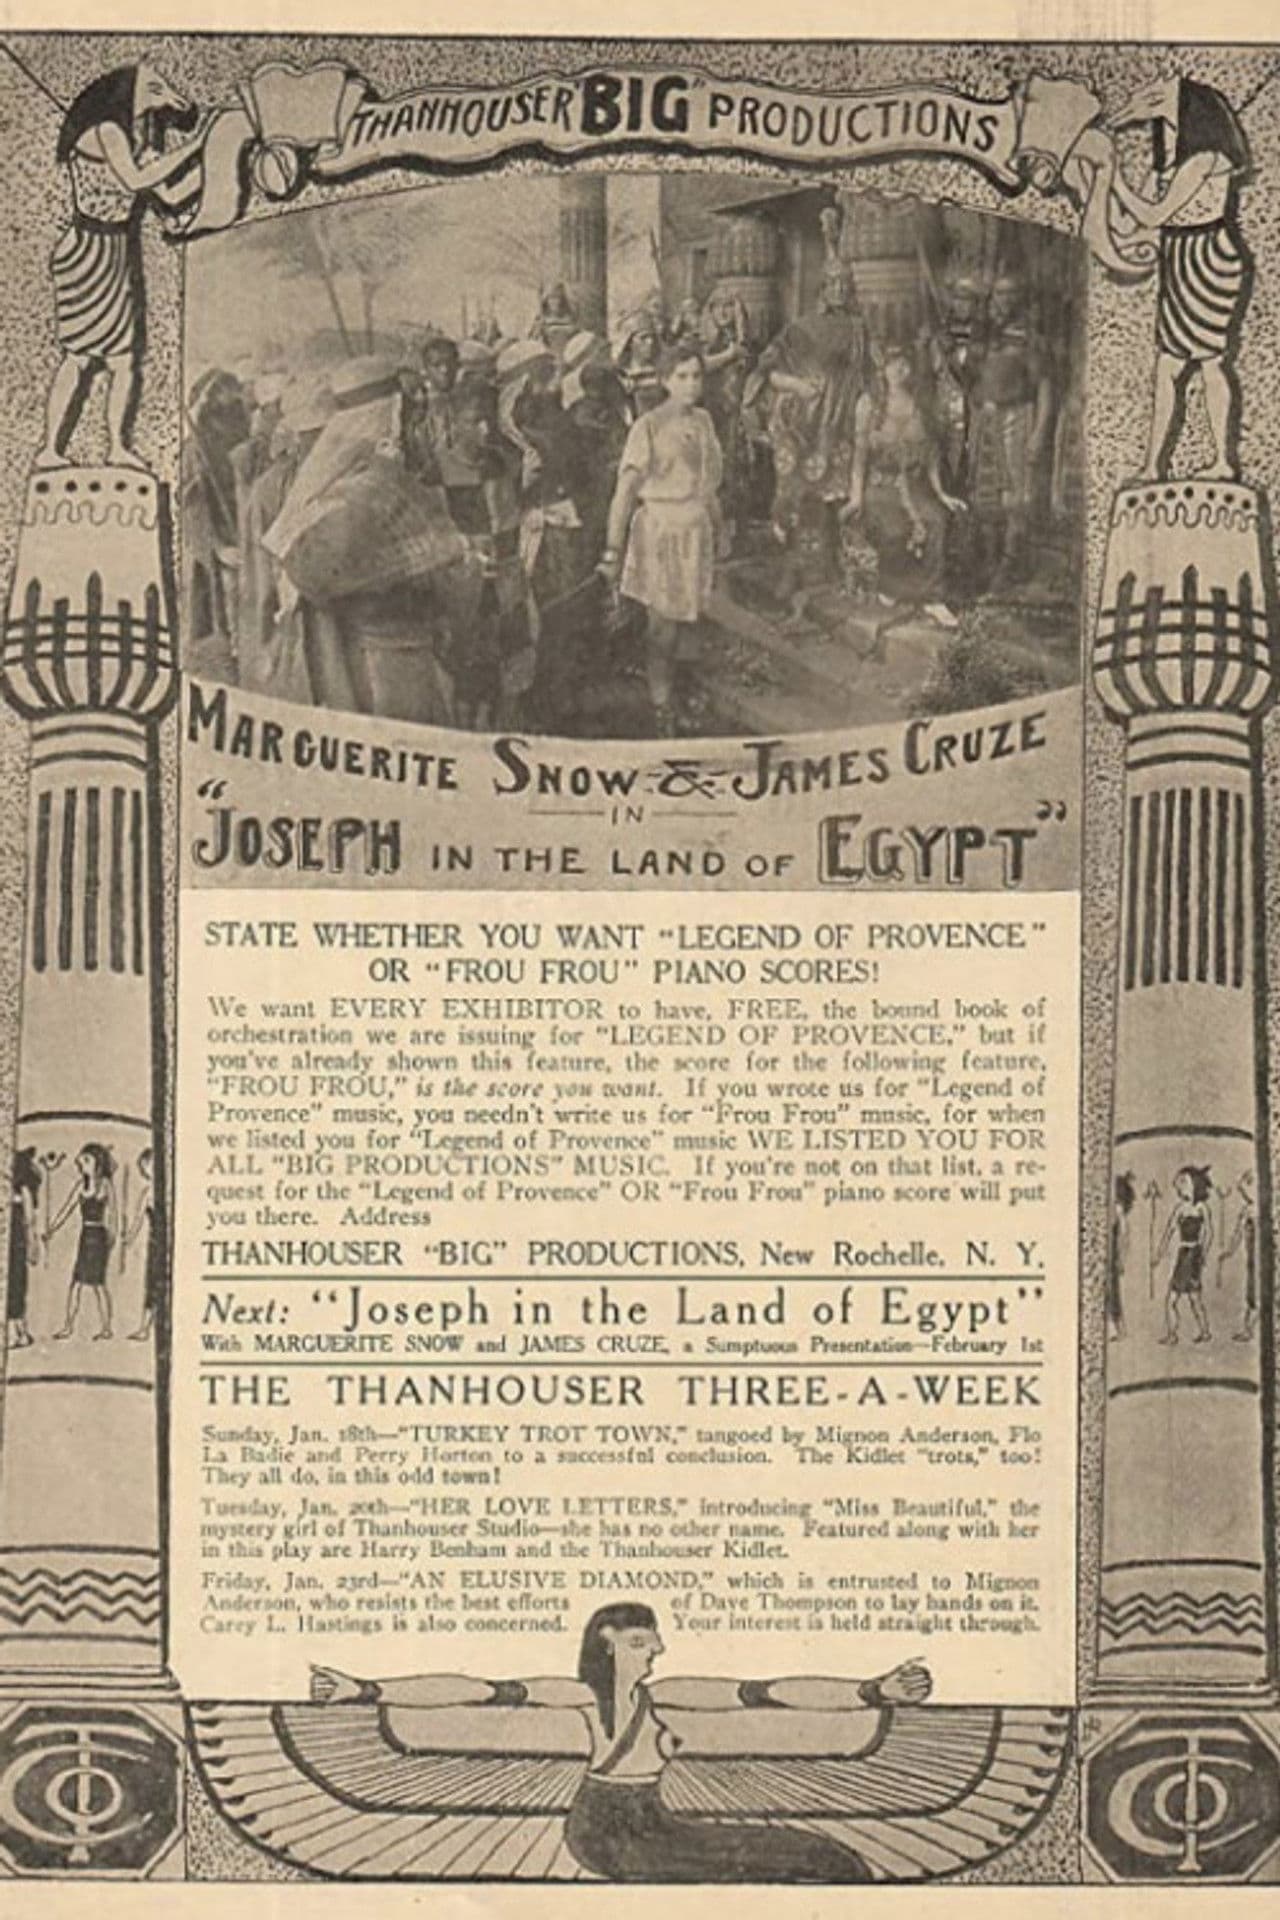 THANHOUSER "BIG" PRODUCTIONS
MARGUERITE SNOW & JAMES CRUZE
IN
"JOSEPH IN THE LAND OF EGYPT"
STATE WHETHER YOU WANT "LEGEND OF PROVENCE"
OR "FROU FROU" PIANO SCORES!
We want EVERY EXHIBITOR to have, FREE, the bound book of
orchestration we are issuing for "LEGEND OF PROVENCE," but if
you've already shown this feature, the score for the following feature,
"FROU FROU," is the score you want. If you wrote us for "Legend of
Provence" music, you needn't write us for "Frou Frou" music, for when
we listed you for "Legend of Provence" music WE LISTED YOU FOR
ALL "BIG PRODUCTIONS" MUSIC. If you're not on that list, a re-
quest for the "Legend of Provence" OR "Frou Frou" piano score will put
you there. Address
THANHOUSER "BIG" PRODUCTIONS, New Rochelle, N. Y.
Next: "Joseph in the Land of Egypt"
With MARGUERITE SNOW and JAMES CRUZE, a Sumptuous Presentation—February 1st
THE THANHOUSER THREE-A-WEEK
Sunday, Jan. 18th—"TURKEY TROT TOWN," tangoed by Mignon Anderson, Flo
La Badie and Perry Horton to a successful conclusion. The Kidlet "trots," too!
They all do, in this odd town!
Tuesday, Jan. 20th—"HER LOVE LETTERS," introducing "Miss Beautiful," the
mystery girl of Thanhouser Studio—she has no other name. Featured along with her
in this play are Harry Benham and the Thanhouser Kidlet.
Friday, Jan. 23rd—"AN ELUSIVE DIAMOND," which is entrusted to Mignon
Anderson, who resists the best efforts of Dave Thompson to lay hands on it.
Carey L. Hastings is also concerned. Your interest is held straight through.